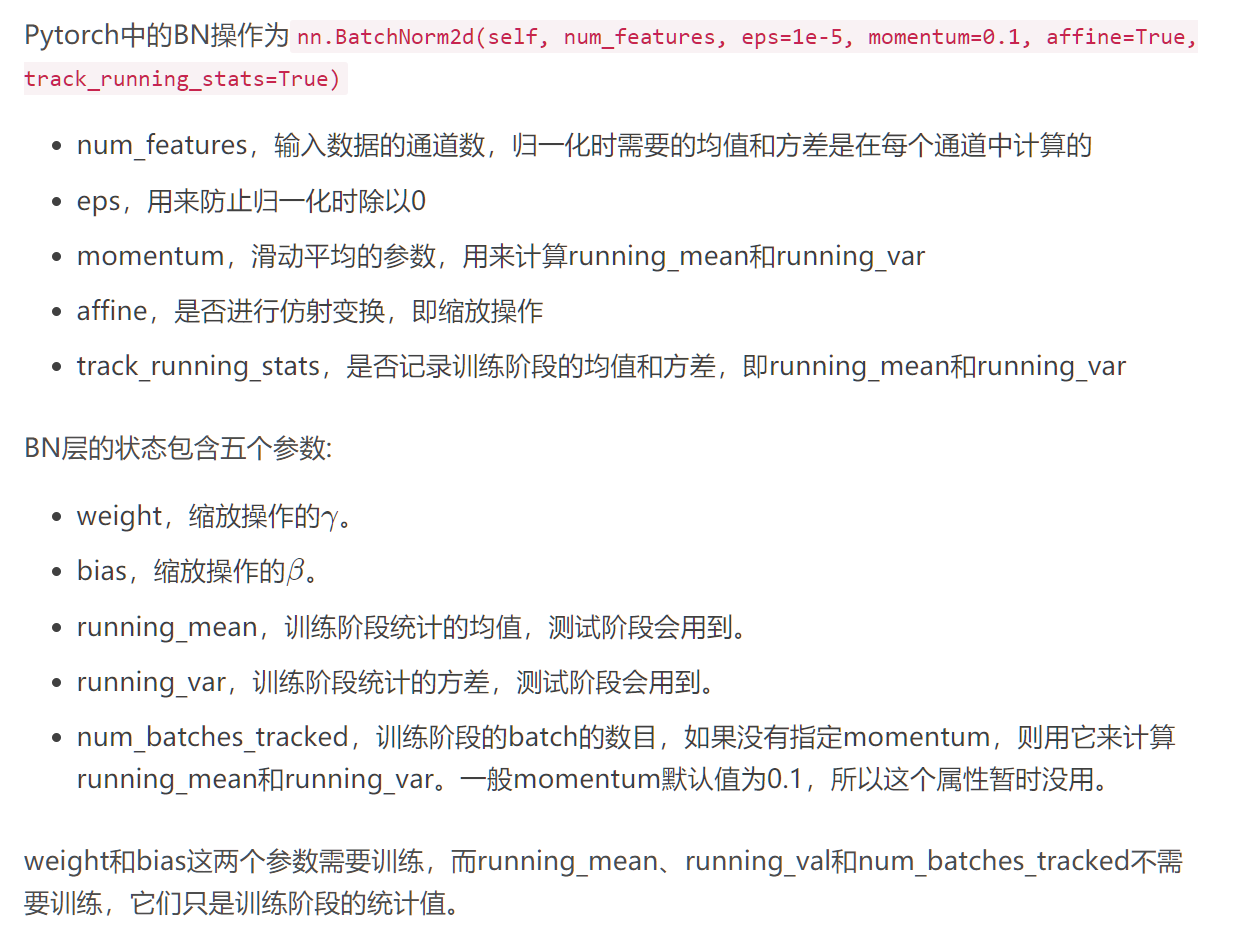 Pytorch中的BN操作为 nn.BatchNorm2d(self, num_features, eps=1e-5, momentum=0.1, affine=True,
track_running_stats=True)
• num_features，输入数据的通道数，归一化时需要的均值和方差是在每个通道中计算的
• eps，用来防止归一化时除以0
• momentum，滑动平均的参数，用来计算running_mean和running_var
• affine，是否进行仿射变换，即缩放操作
• track_running_stats，是否记录训练阶段的均值和方差，即running_mean和running_var
BN层的状态包含五个参数:
• weight，缩放操作的γ。
• bias，缩放操作的β。
• running_mean，训练阶段统计的均值，测试阶段会用到。
• running_var，训练阶段统计的方差，测试阶段会用到。
• num_batches_tracked，训练阶段的batch的数目，如果没有指定momentum，则用它来计算
running_mean和running_var。一般momentum默认值为0.1，所以这个属性暂时没用。
weight和bias这两个参数需要训练，而running_mean、running_val和num_batches_tracked不需
要训练，它们只是训练阶段的统计值。